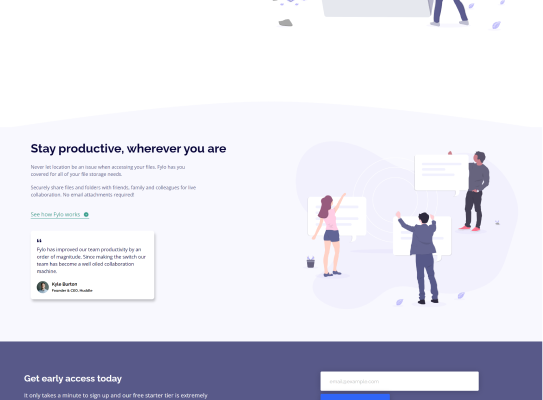 Stay productive, wherever you are
Never let location be an issue when accessing your files. Fylo has you
covered for all of your file storage needs.
Securely share files and folders with friends, family and colleagues for live
collaboration. No email attachments required!
See how Fylo works
“
Fylo has improved our team productivity by an
order of magnitude. Since making the switch our
team has become a well oiled collaboration
machine.
Kyle Burton
Founder & CEO, Huddle
Get early access today
It only takes a minute to sign up and our free starter tier is extremely
email@example.com